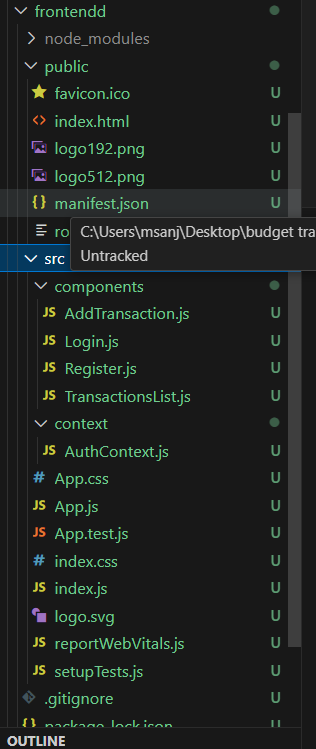 frontendd
node_modules
public
favicon.ico U
index.html U
logo192.png U
logo512.png U
manifest.json U
ro
C:\Users\msanj\Desktop\budget tra
Untracked
src
components
JS AddTransaction.js U
JS Login.js U
JS Register.js U
JS TransactionsList.js U
context
JS AuthContext.js U
# App.css U
JS App.js U
JS App.test.js U
# index.css U
JS index.js U
logo.svg U
JS reportWebVitals.js U
JS setupTests.js U
.gitignore U
{} package-lock.json U
OUTLINE